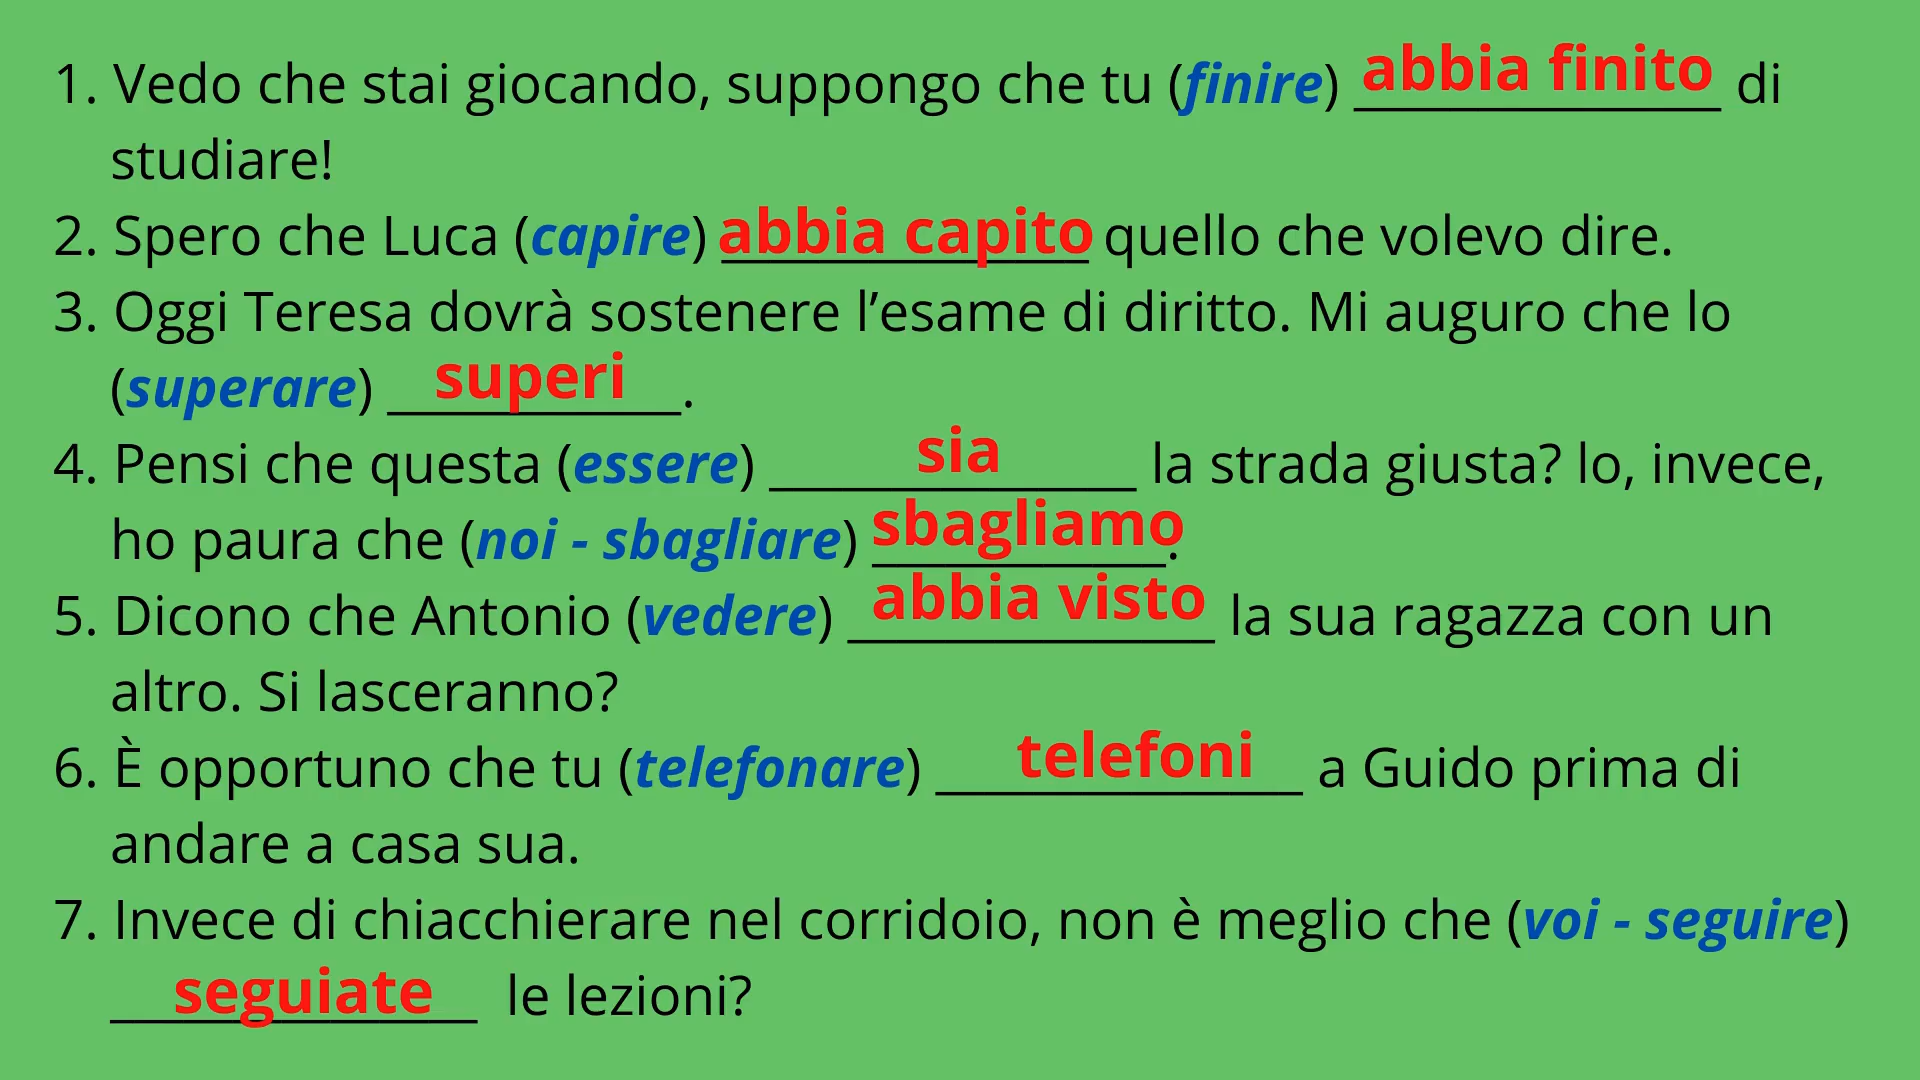 1. Vedo che stai giocando, suppongo che tu (finire) abbia finito di
studiare!
2. Spero che Luca (capire) abbia capito quello che volevo dire.
3. Oggi Teresa dovrà sostenere l’esame di diritto. Mi auguro che lo
(superare) superi.
4. Pensi che questa (essere) sia la strada giusta? Io, invece,
ho paura che (noi - sbagliare) sbagliamo.
5. Dicono che Antonio (vedere) abbia visto la sua ragazza con un
altro. Si lasceranno?
6. È opportuno che tu (telefonare) telefoni a Guido prima di
andare a casa sua.
7. Invece di chiacchierare nel corridoio, non è meglio che (voi - seguire)
seguiate le lezioni?